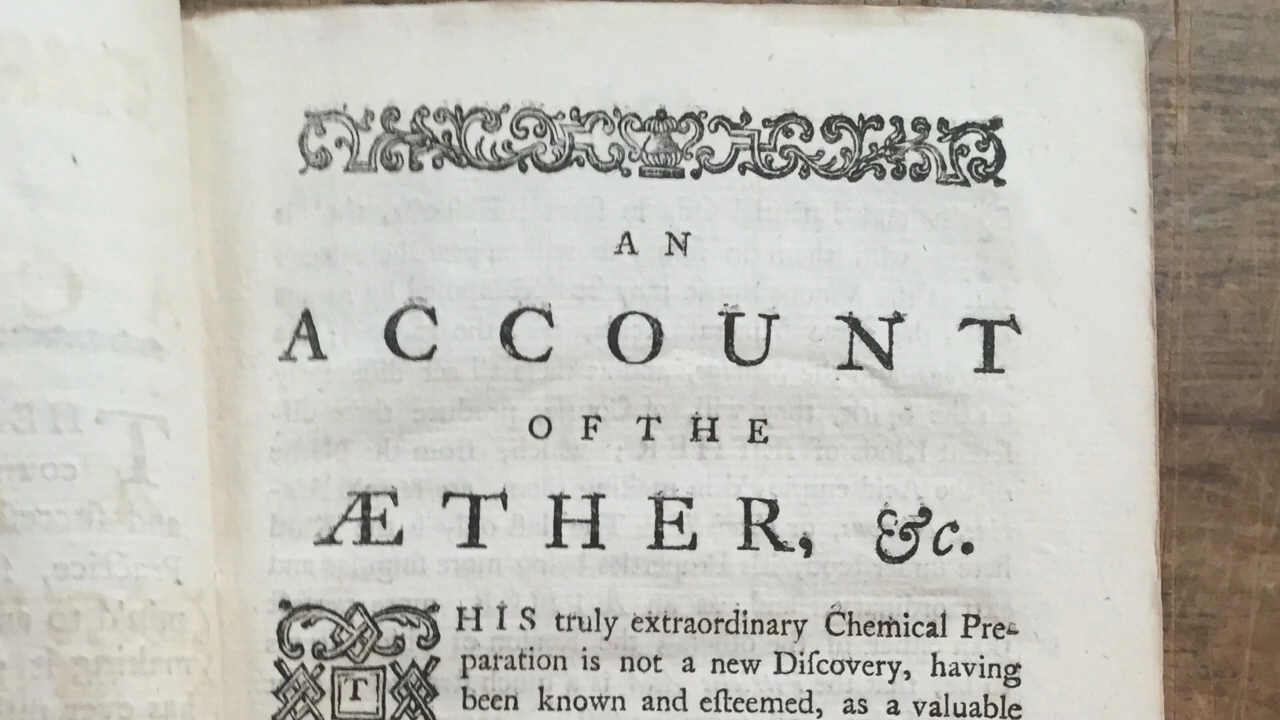 AN
ACCOUNT
OF THE
ÆTHER, &c.
THIS truly extraordinary Chemical Pre-
paration is not a new Diſcovery, having
been known and eſteemed, as a valuable